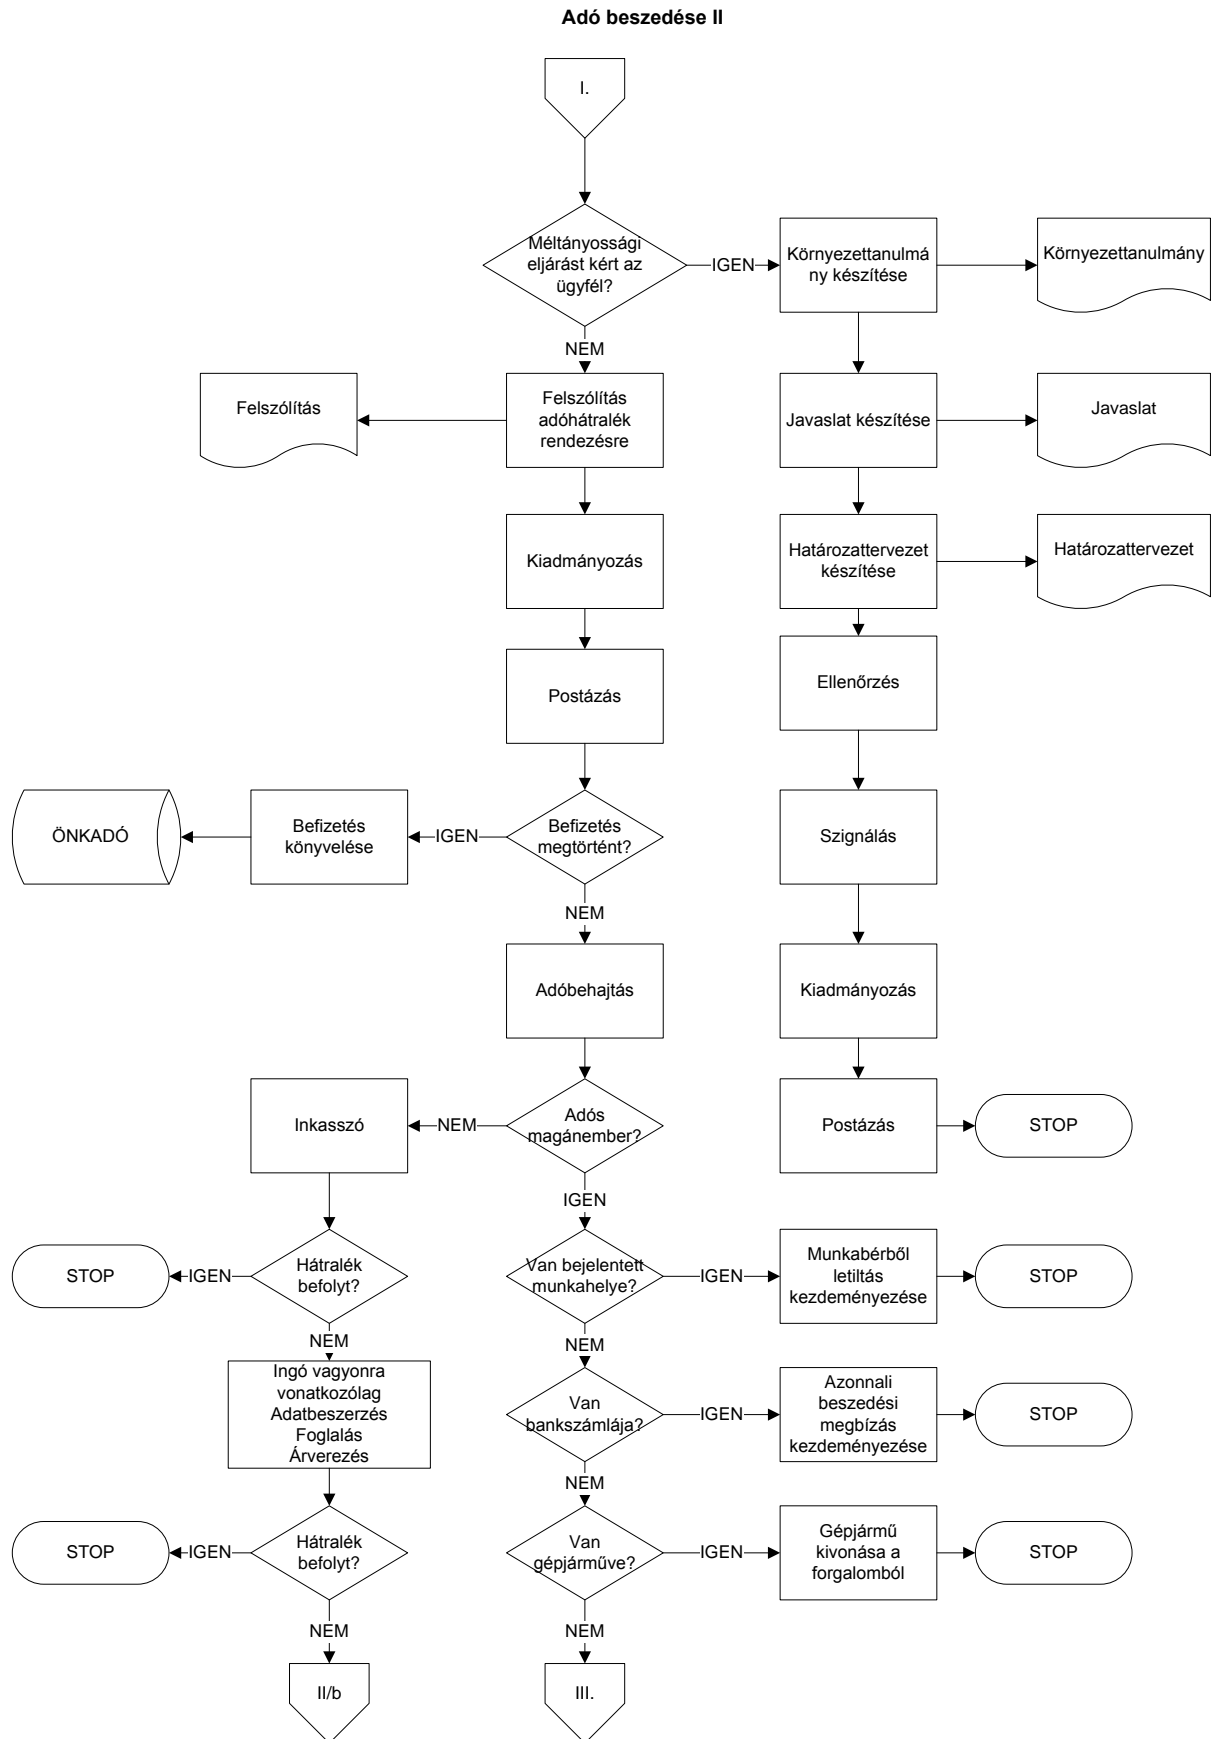 Adó beszedése II
I.
Méltányossági
eljárást kért az
ügyfél?
IGEN
Környezettanulmá
ny készítése
Környezettanulmány
NEM
Felszólítás
Felszólítás
adóhátralék
rendezésre
Javaslat készítése
Javaslat
Kiadmányozás
Határozattervezet
készítése
Határozattervezet
Postázás
Ellenőrzés
ÖNKADÓ
Befizetés
könyvelése
IGEN
Befizetés
megtörtént?
Szignálás
NEM
Adóbehajtás
Kiadmányozás
Inkasszó
NEM
Adós
magánember?
Postázás
STOP
IGEN
STOP
IGEN
Hátralék
befolyt?
Van bejelentett
munkahelye?
IGEN
Munkabérből
letiltás
kezdeményezése
STOP
NEM
NEM
Ingó vagyonra
vonatkozólag
Adatbeszerzés
Foglalás
Árverezés
Van
bankszámlája?
IGEN
Azonnali
beszedési
megbízás
kezdeményezése
STOP
NEM
STOP
IGEN
Hátralék
befolyt?
Van
gépjárműve?
IGEN
Gépjármű
kivonása a
forgalomból
STOP
NEM
NEM
II/b
III.